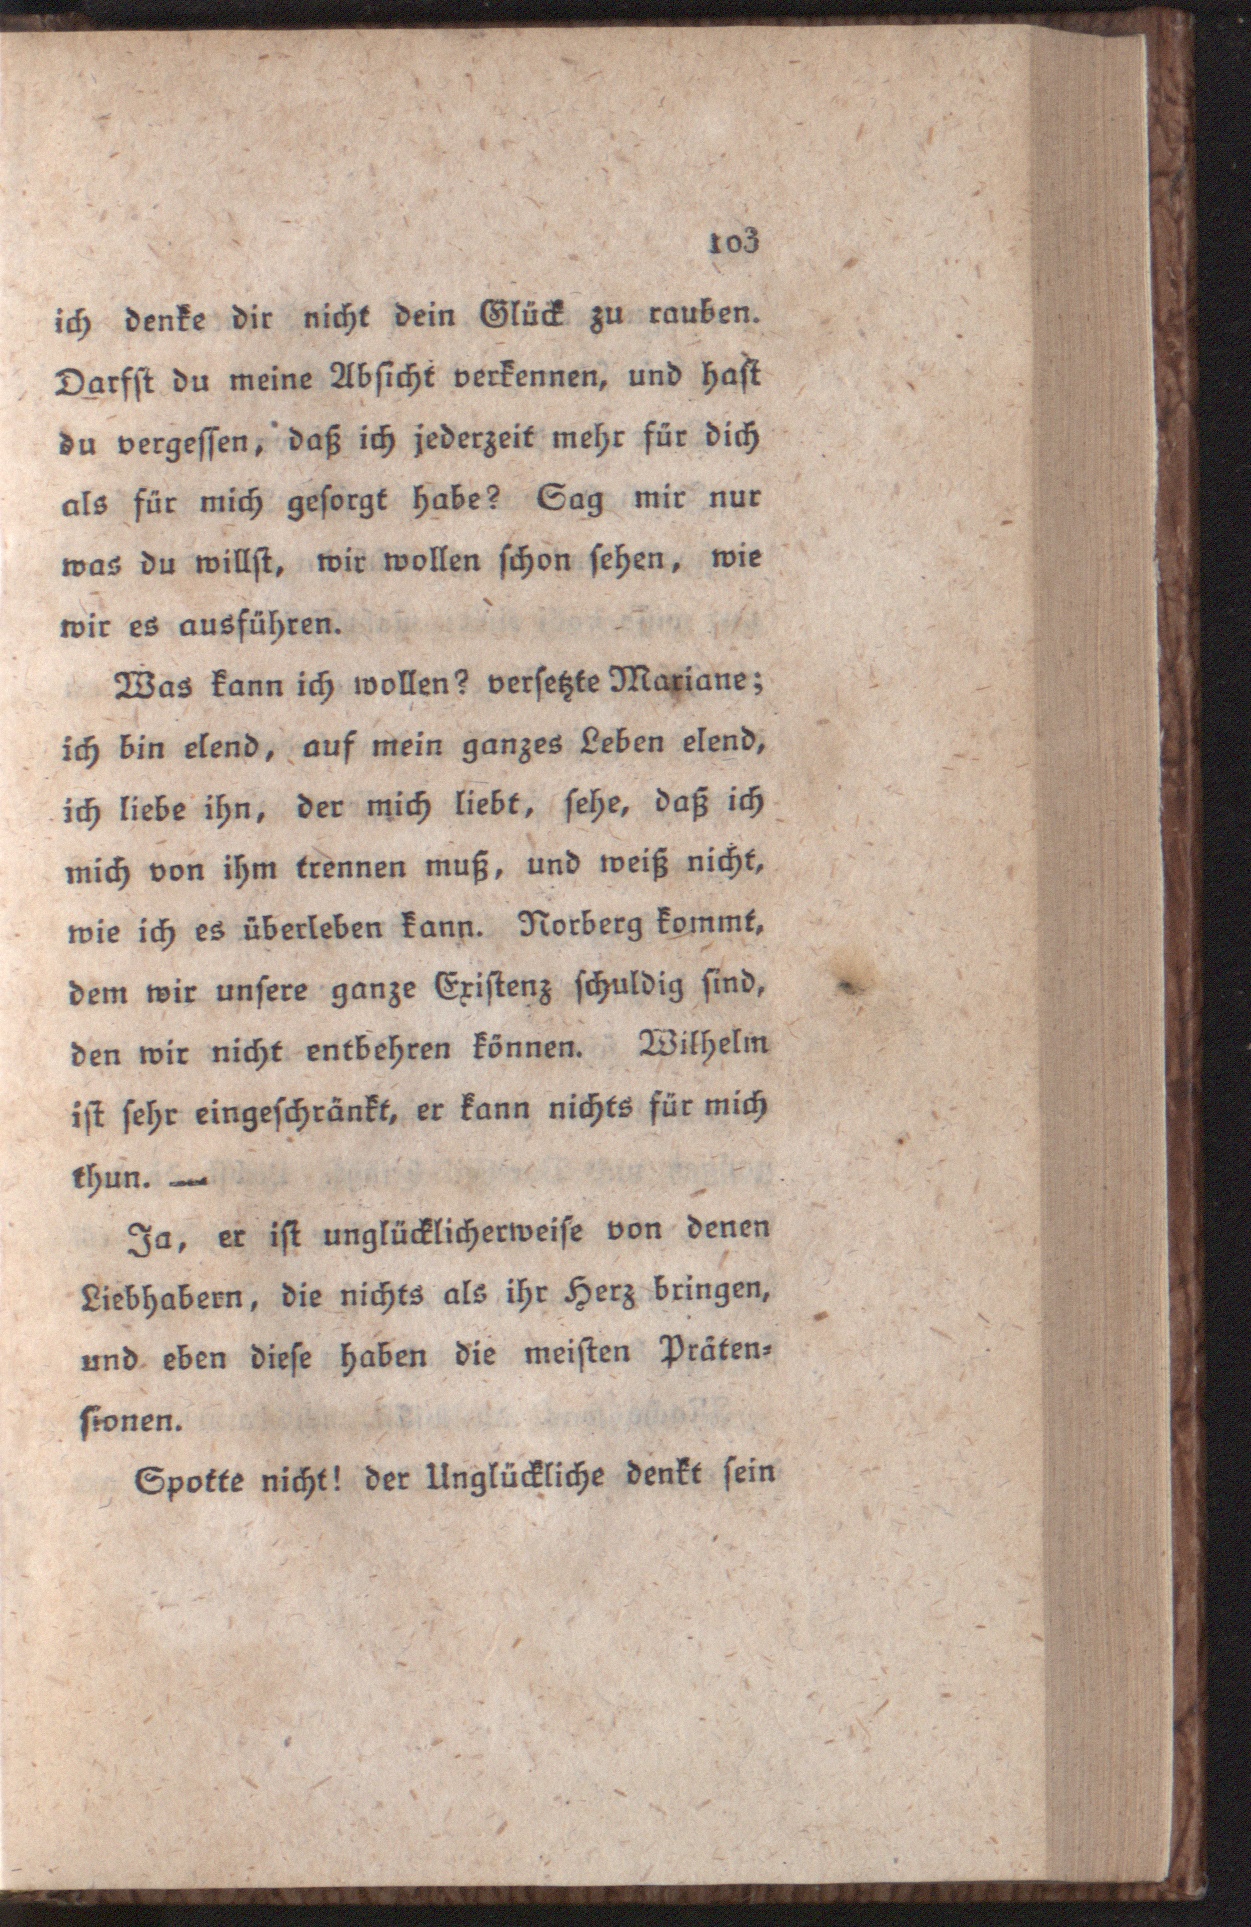 103
ich denke dir nicht dein Glück zu rauben.
Darfst du meine Absicht verkennen, und hast
du vergessen, daß ich jederzeit mehr für dich
als für mich gesorgt habe? Sag mir nur
was du willst, wir wollen schon sehen, wie
wir es ausführen.
Was kann ich wollen? versetzte Mariane;
ich bin elend, auf mein ganzes Leben elend,
ich liebe ihn, der mich liebt, sehe, daß ich
mich von ihm trennen muß, und weiß nicht,
wie ich es überleben kann. Norberg kommt,
dem wir unsere ganze Existenz schuldig sind,
den wir nicht entbehren können. Wilhelm
ist sehr eingeschränkt, er kann nichts für mich
thun. —
Ja, er ist unglücklicherweise von denen
Liebhabern, die nichts als ihr Herz bringen,
und eben diese haben die meisten Präten-
sionen.
Spotte nicht! der Unglückliche denkt sein